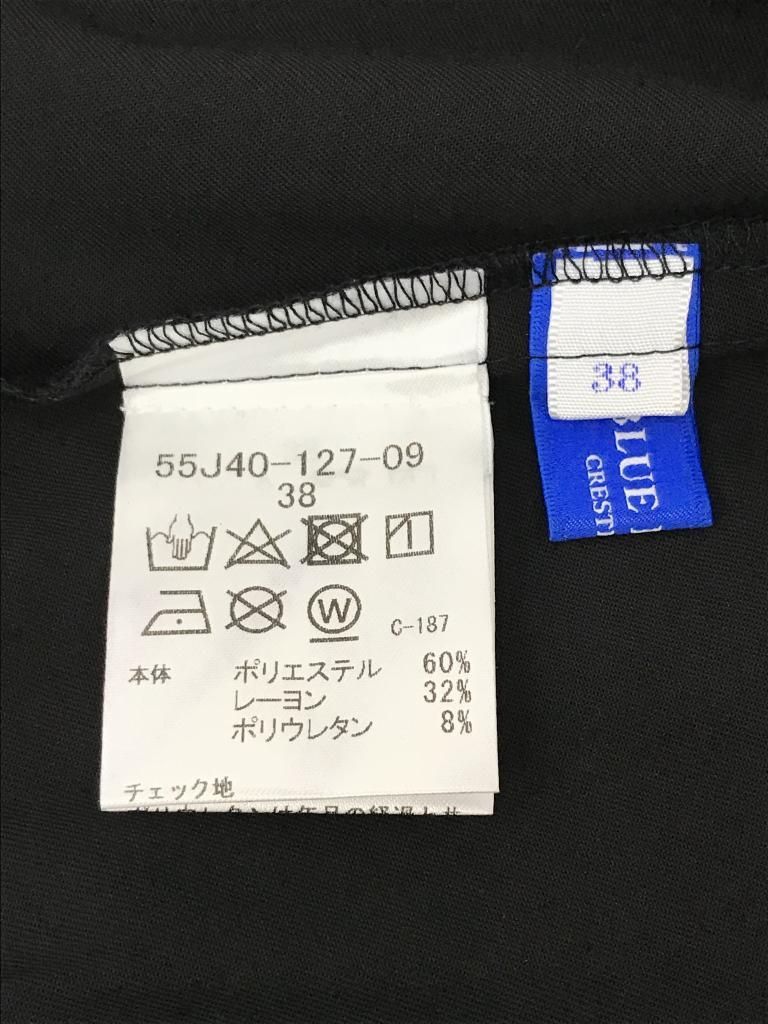 55J40-127-09
38
W
C-187
本体 ポリエステル 60%
レーヨン 32%
ポリウレタン 8%
チェック地
38
BLUE
CREST